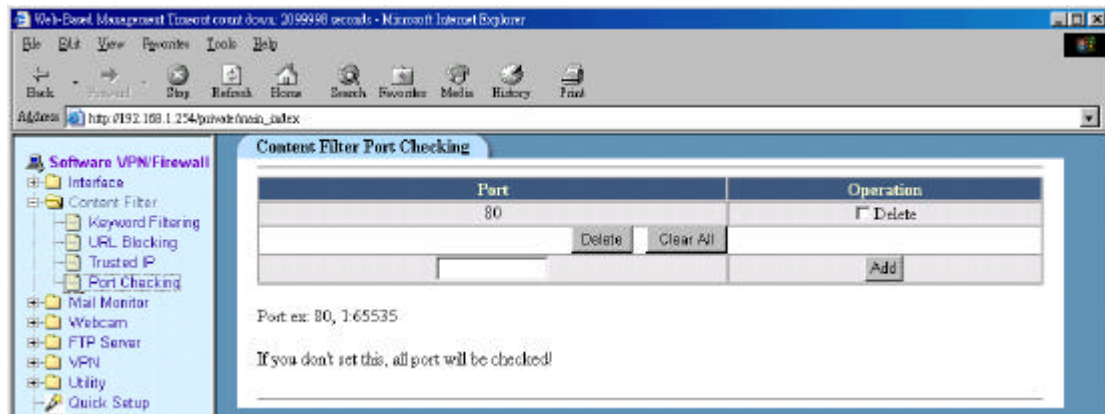 Web-Based Management Timeout count down: 2099998 seconds - Microsoft Internet Explorer
File Edit View Favorites Tools Help
Back Forward Stop Refresh Home Search Favorites Media History Print
Address http://192.168.1.254/private/main_index
Software VPN/Firewall
Interface
Content Filter
Keyword Filtering
URL Blocking
Trusted IP
Port Checking
Mail Monitor
Webcam
FTP Server
VPN
Utility
Quick Setup
Content Filter Port Checking
Port Operation
80 Delete
Delete Clear All
Add
Port ex: 80, 1:65535
If you don't set this, all port will be checked!